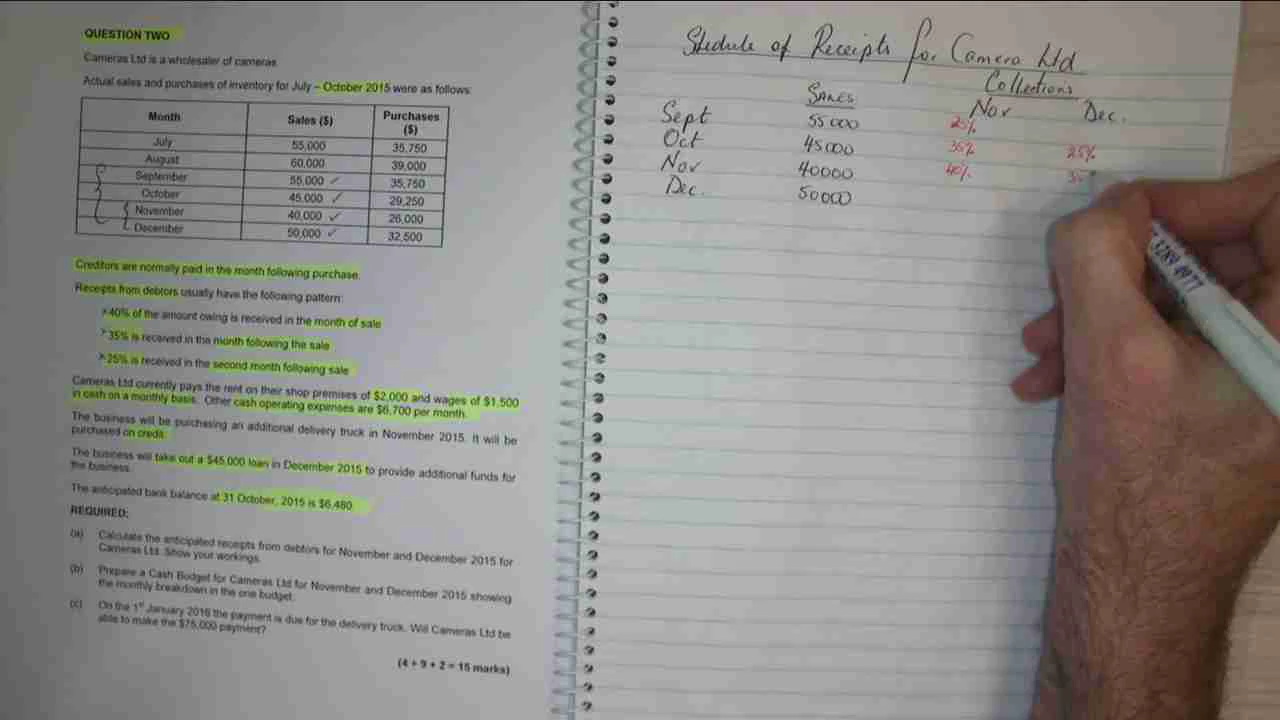 QUESTION TWO
Cameras Ltd is a wholesaler of cameras
Actual sales and purchases of inventory for July – October 2015 were as follows:
Month Sales ($) Purchases ($)
July 55,000 35,750
August 60,000 39,000
September 55,000 ✓ 35,750
October 45,000 ✓ 29,250
November 40,000 ✓ 26,000
December 50,000 ✓ 32,500
Creditors are normally paid in the month following purchase.
Receipts from debtors usually have the following pattern:
40% of the amount owing is received in the month of sale
35% is received in the month following the sale
25% is received in the second month following sale
Cameras Ltd currently pays the rent on their shop premises of $2,000 and wages of $1,500
in cash on a monthly basis. Other cash operating expenses are $6,700 per month.
The business will be purchasing an additional delivery truck in November 2015. It will be
purchased on credit.
The business will take out a $45,000 loan in December 2015 to provide additional funds for
the business.
The anticipated bank balance at 31 October, 2015 is $6,480
REQUIRED:
(a) Calculate the anticipated receipts from debtors for November and December 2015 for
Cameras Ltd. Show your workings.
(b) Prepare a Cash Budget for Cameras Ltd for November and December 2015 showing
the monthly breakdown in the one budget.
(c) On the 1st January 2016 the payment is due for the delivery truck. Will Cameras Ltd be
able to make the $75,000 payment?
(4 + 9 + 2 = 15 marks)
Shedule of Receipts for Camera Ltd
Collections
SALES Nov Dec.
Sept 55000 25%
Oct 45000 35% 25%
Nov 40000 40%
Dec. 50000